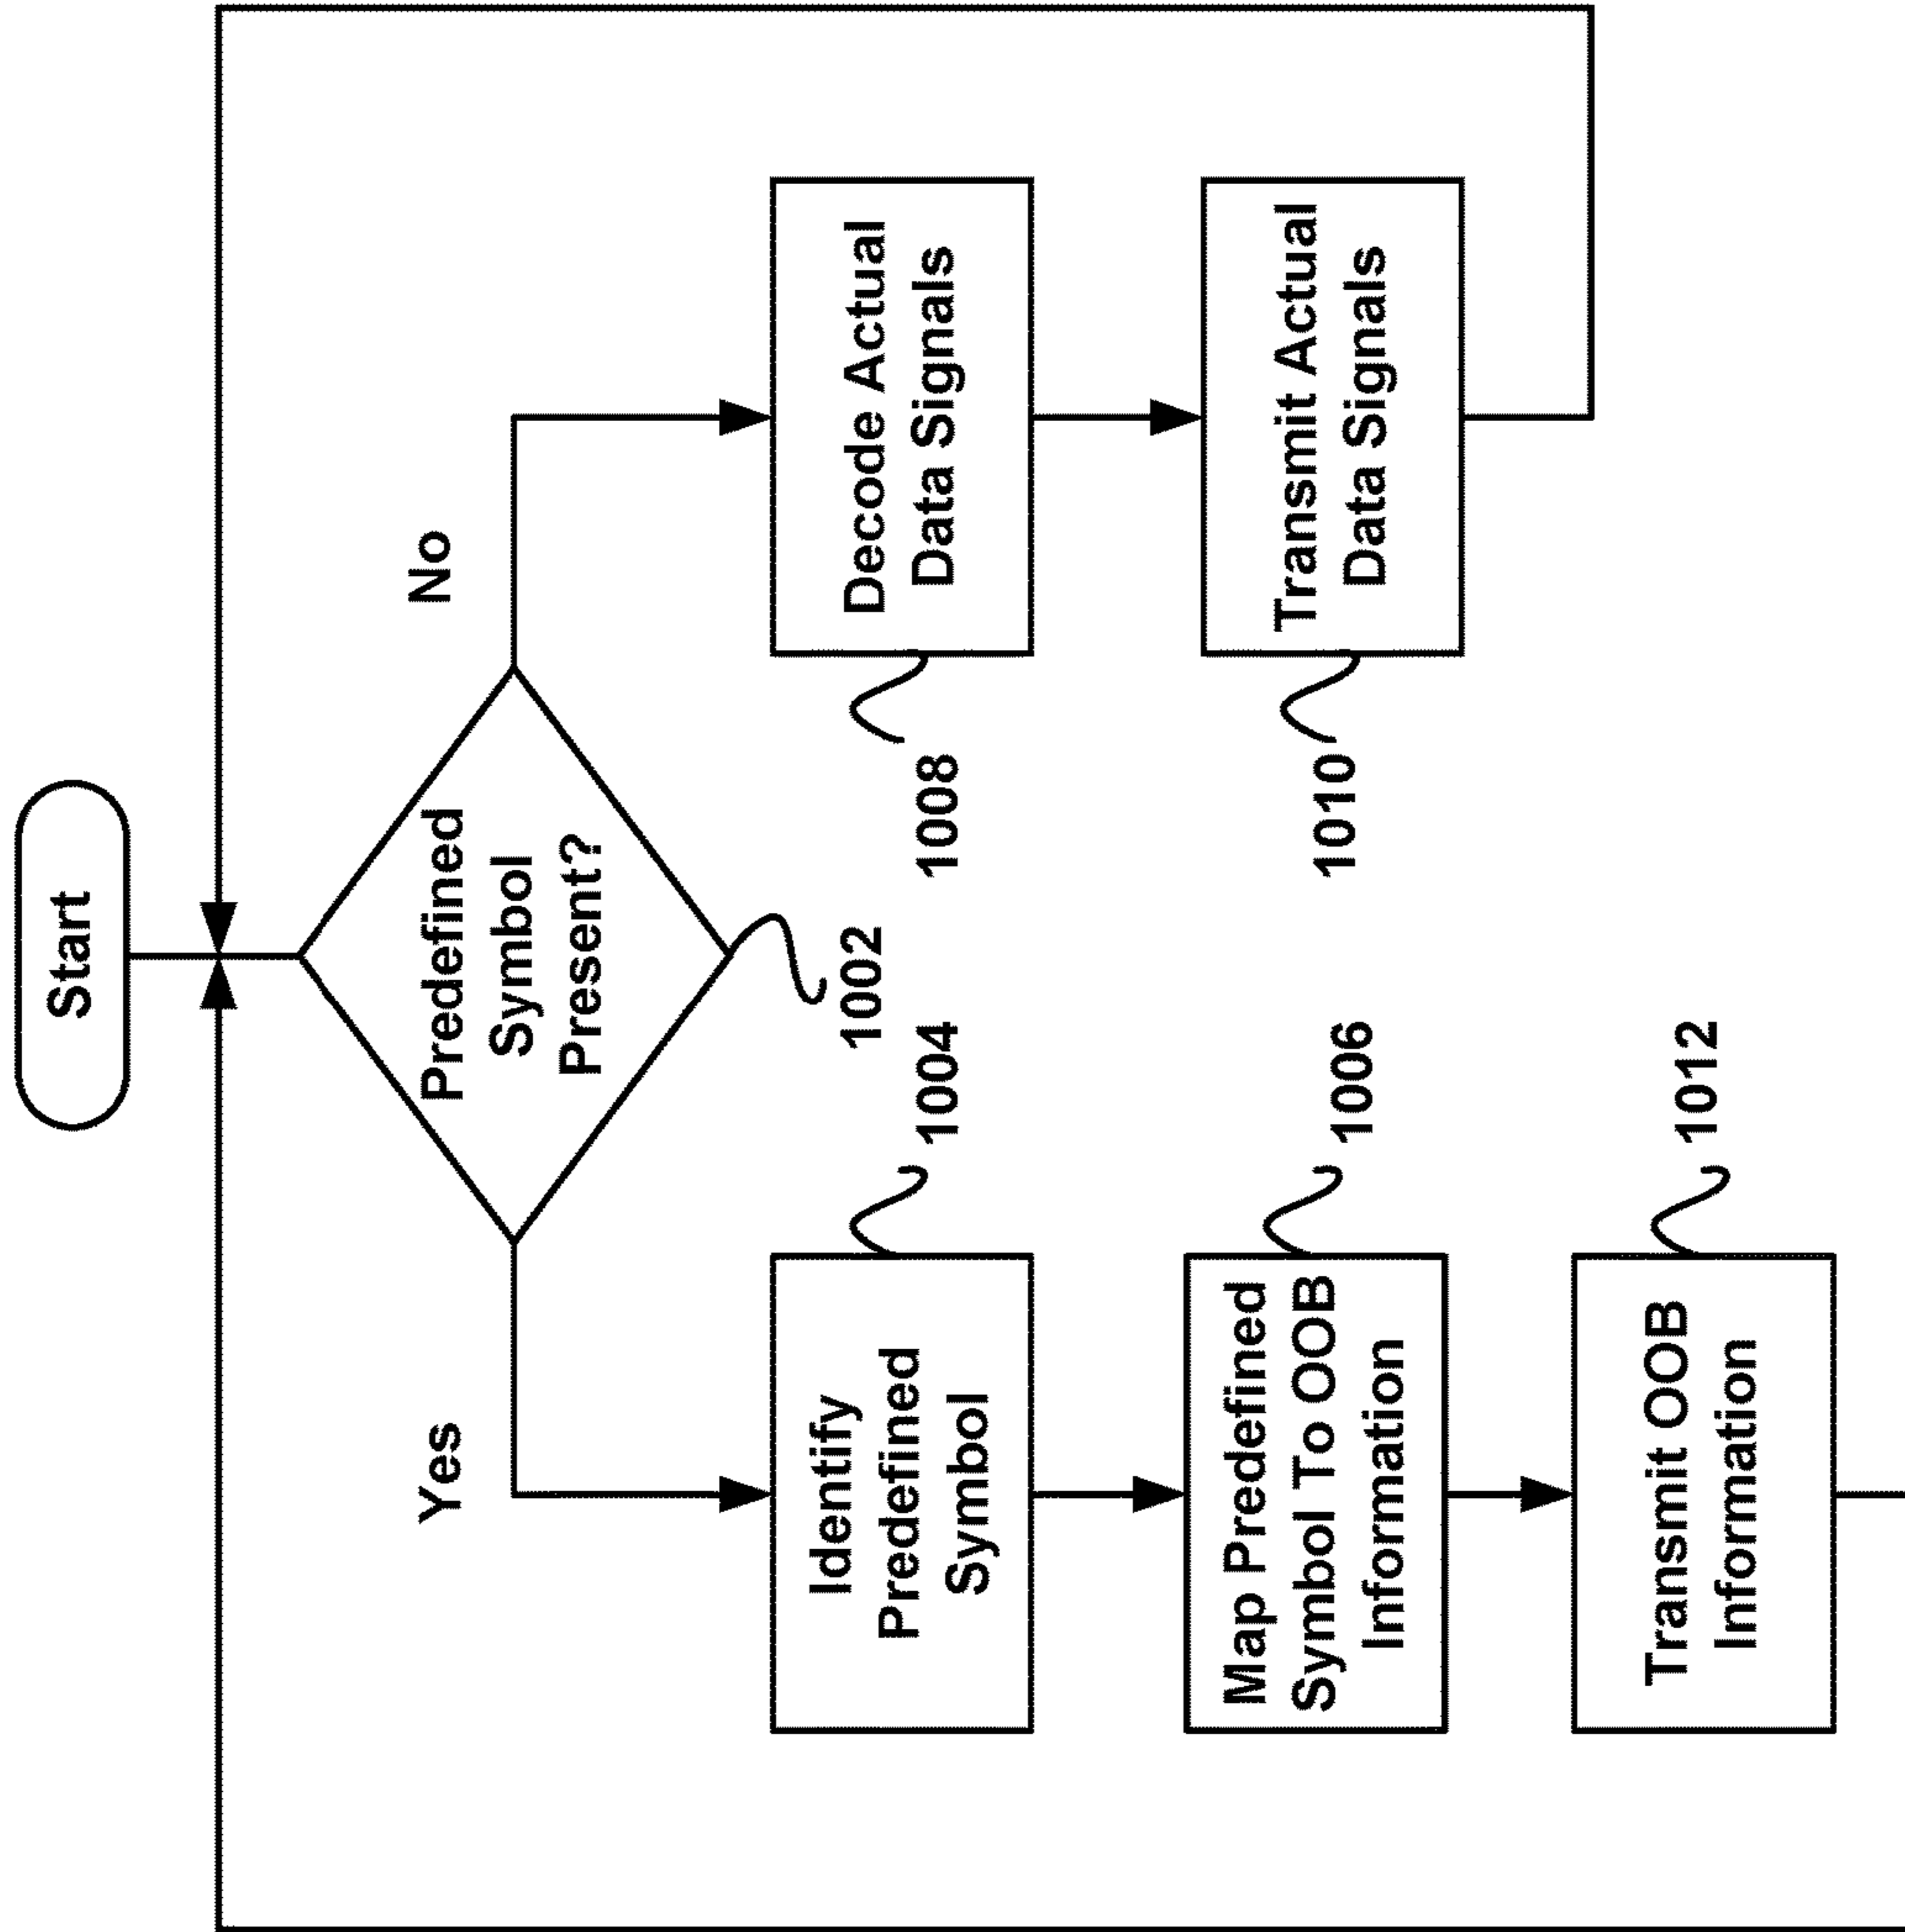 Start
Predefined
Symbol
Present?
1002
Yes
No
Identify
Predefined
Symbol
1004
Decode Actual
Data Signals
1008
Map Predefined
Symbol To OOB
Information
1006
Transmit Actual
Data Signals
1010
Transmit OOB
Information
1012